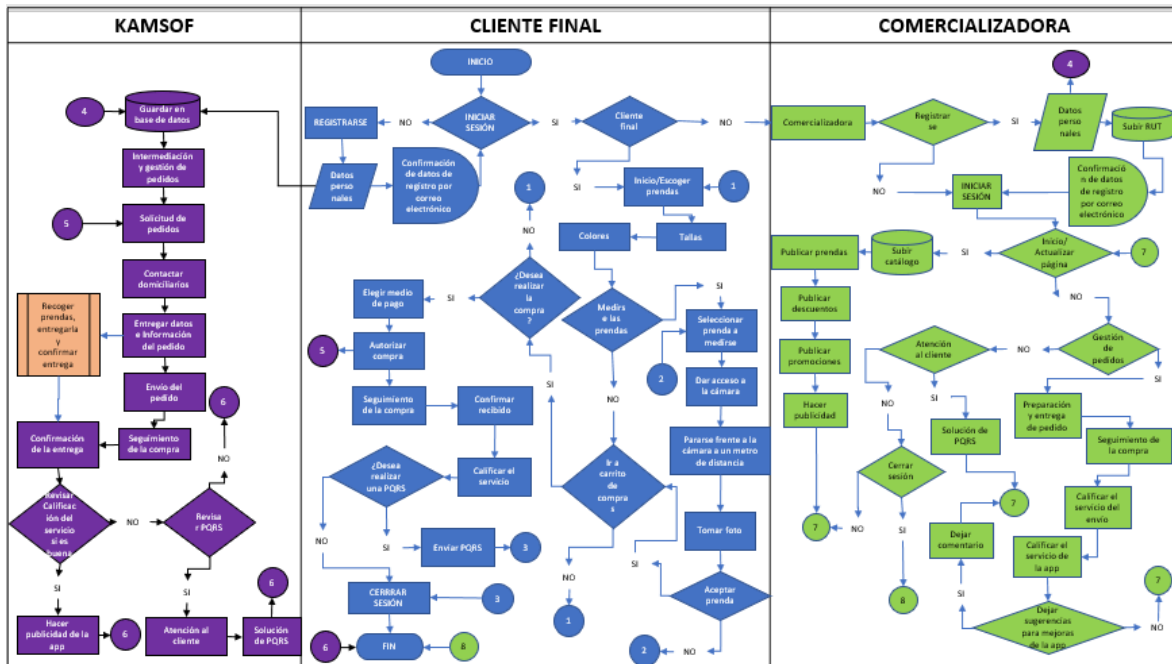 KAMSOF
4
Guardar en
base de datos
Intermediación
y gestión de
pedidos
5
Solicitud de
pedidos
Contactar
domiciliarios
Recoger
prendas,
entregarla
y
confirmar
entrega
Entregar datos
e Información
del pedido
Envío del
pedido
6
Confirmación
de la entrega
Seguimiento
de la compra
NO
Revisar
Calificac
ión del
servicio
si es
buena
NO
Revisa
r PQRS
SI
SI
6
Hacer
publicidad de la
app
6
Atención al
cliente
Solución
de PQRS
CLIENTE FINAL
INICIO
REGISTRARSE
NO
INICIAR
SESIÓN
SI
Cliente
final
NO
Datos
perso
nales
Confirmación
de datos de
registro por
correo
electrónico
1
SI
Inicio/Escoger
prendas
1
NO
Colores
Tallas
Elegir medio
de pago
SI
¿Desea
realizar
la
compra
?
Medirs
e las
prendas
SI
Seleccionar
prenda a
medirse
5
Autorizar
compra
2
Dar acceso a
la cámara
Seguimiento
de la compra
Confirmar
recibido
SI
NO
Pararse frente a la
cámara a un metro de
distancia
¿Desea
realizar
una PQRS
Calificar el
servicio
Ir a
carrito de
compra
s
NO
SI
Enviar PQRS
3
Tomar foto
SI
NO
Aceptar
prenda
CERRRAR
SESIÓN
3
1
6
FIN
8
2
NO
COMERCIALIZADORA
4
Comercializadora
Registrar
se
SI
Datos
perso
nales
Subir RUT
NO
INICIAR
SESIÓN
Confirmació
n de datos
de registro
por correo
electrónico
Publicar prendas
Subir
catálogo
SI
Inicio/
Actualizar
página
7
Publicar
descuentos
NO
Publicar
promociones
Atención
al cliente
NO
Gestión
de
pedidos
SI
Hacer
publicidad
NO
SI
Preparación
y entrega
de pedido
Solución de
PQRS
Seguimiento de
la compra
Cerrar
sesión
7
Calificar el
servicio del
envío
7
NO
SI
Dejar
comentario
Calificar el
servicio de
la app
8
SI
Dejar
sugerencias
para mejoras
de la app
7
NO